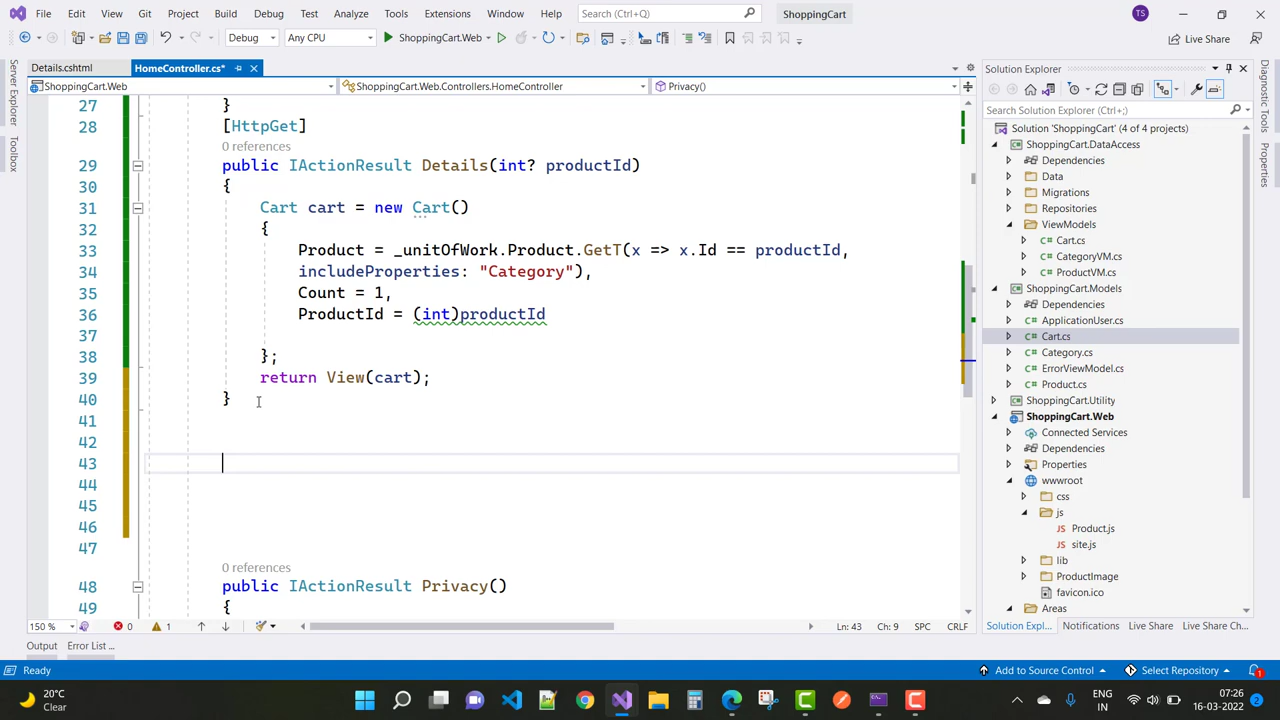 File Edit View Git Project Build Debug Test Analyze Tools Extensions Window Help Search (Ctrl+Q) ShoppingCart TS
Debug Any CPU ShoppingCart.Web Live Share
Server Explorer
Toolbox
Details.cshtml HomeController.cs*
ShoppingCart.Web ShoppingCart.Web.Controllers.HomeController Privacy()
27 }
28 [HttpGet]
0 references
29 public IActionResult Details(int? productId)
30 {
31 Cart cart = new Cart()
32 {
33 Product = _unitOfWork.Product.GetT(x => x.Id == productId,
34 includeProperties: "Category"),
35 Count = 1,
36 ProductId = (int)productId
37
38 };
39 return View(cart);
40 }
41
42
43
44
45
46
47
0 references
48 public IActionResult Privacy()
49 {
150 % 0 1 Ln: 43 Ch: 9 SPC CRLF
Output Error List ...
Solution Explorer
Search Solution Explorer (Ctrl+;)
Solution 'ShoppingCart' (4 of 4 projects)
ShoppingCart.DataAccess
Dependencies
Data
Migrations
Repositories
ViewModels
Cart.cs
CategoryVM.cs
ProductVM.cs
ShoppingCart.Models
Dependencies
ApplicationUser.cs
Cart.cs
Category.cs
ErrorViewModel.cs
Product.cs
ShoppingCart.Utility
ShoppingCart.Web
Connected Services
Dependencies
Properties
wwwroot
css
js
Product.js
site.js
lib
ProductImage
favicon.ico
Areas
Solution Expl... Notifications Live Share Live Share Ch...
Diagnostic Tools
Properties
Ready Add to Source Control Select Repository 1
20°C
Clear
ENG
IN
07:26
16-03-2022
2